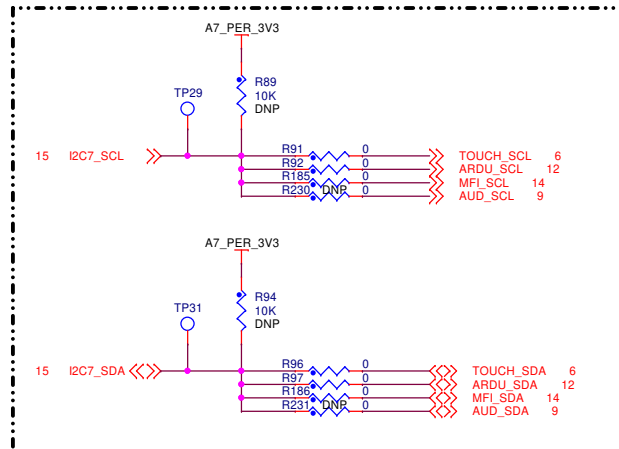 A7_PER_3V3
R89
10K
DNP
TP29
15 I2C7_SCL
R91 0 TOUCH_SCL 6
R92 0 ARDU_SCL 12
R185 0 MFI_SCL 14
R230 DNP 0 AUD_SCL 9
A7_PER_3V3
R94
10K
DNP
TP31
15 I2C7_SDA
R96 0 TOUCH_SDA 6
R97 0 ARDU_SDA 12
R186 0 MFI_SDA 14
R231 DNP 0 AUD_SDA 9